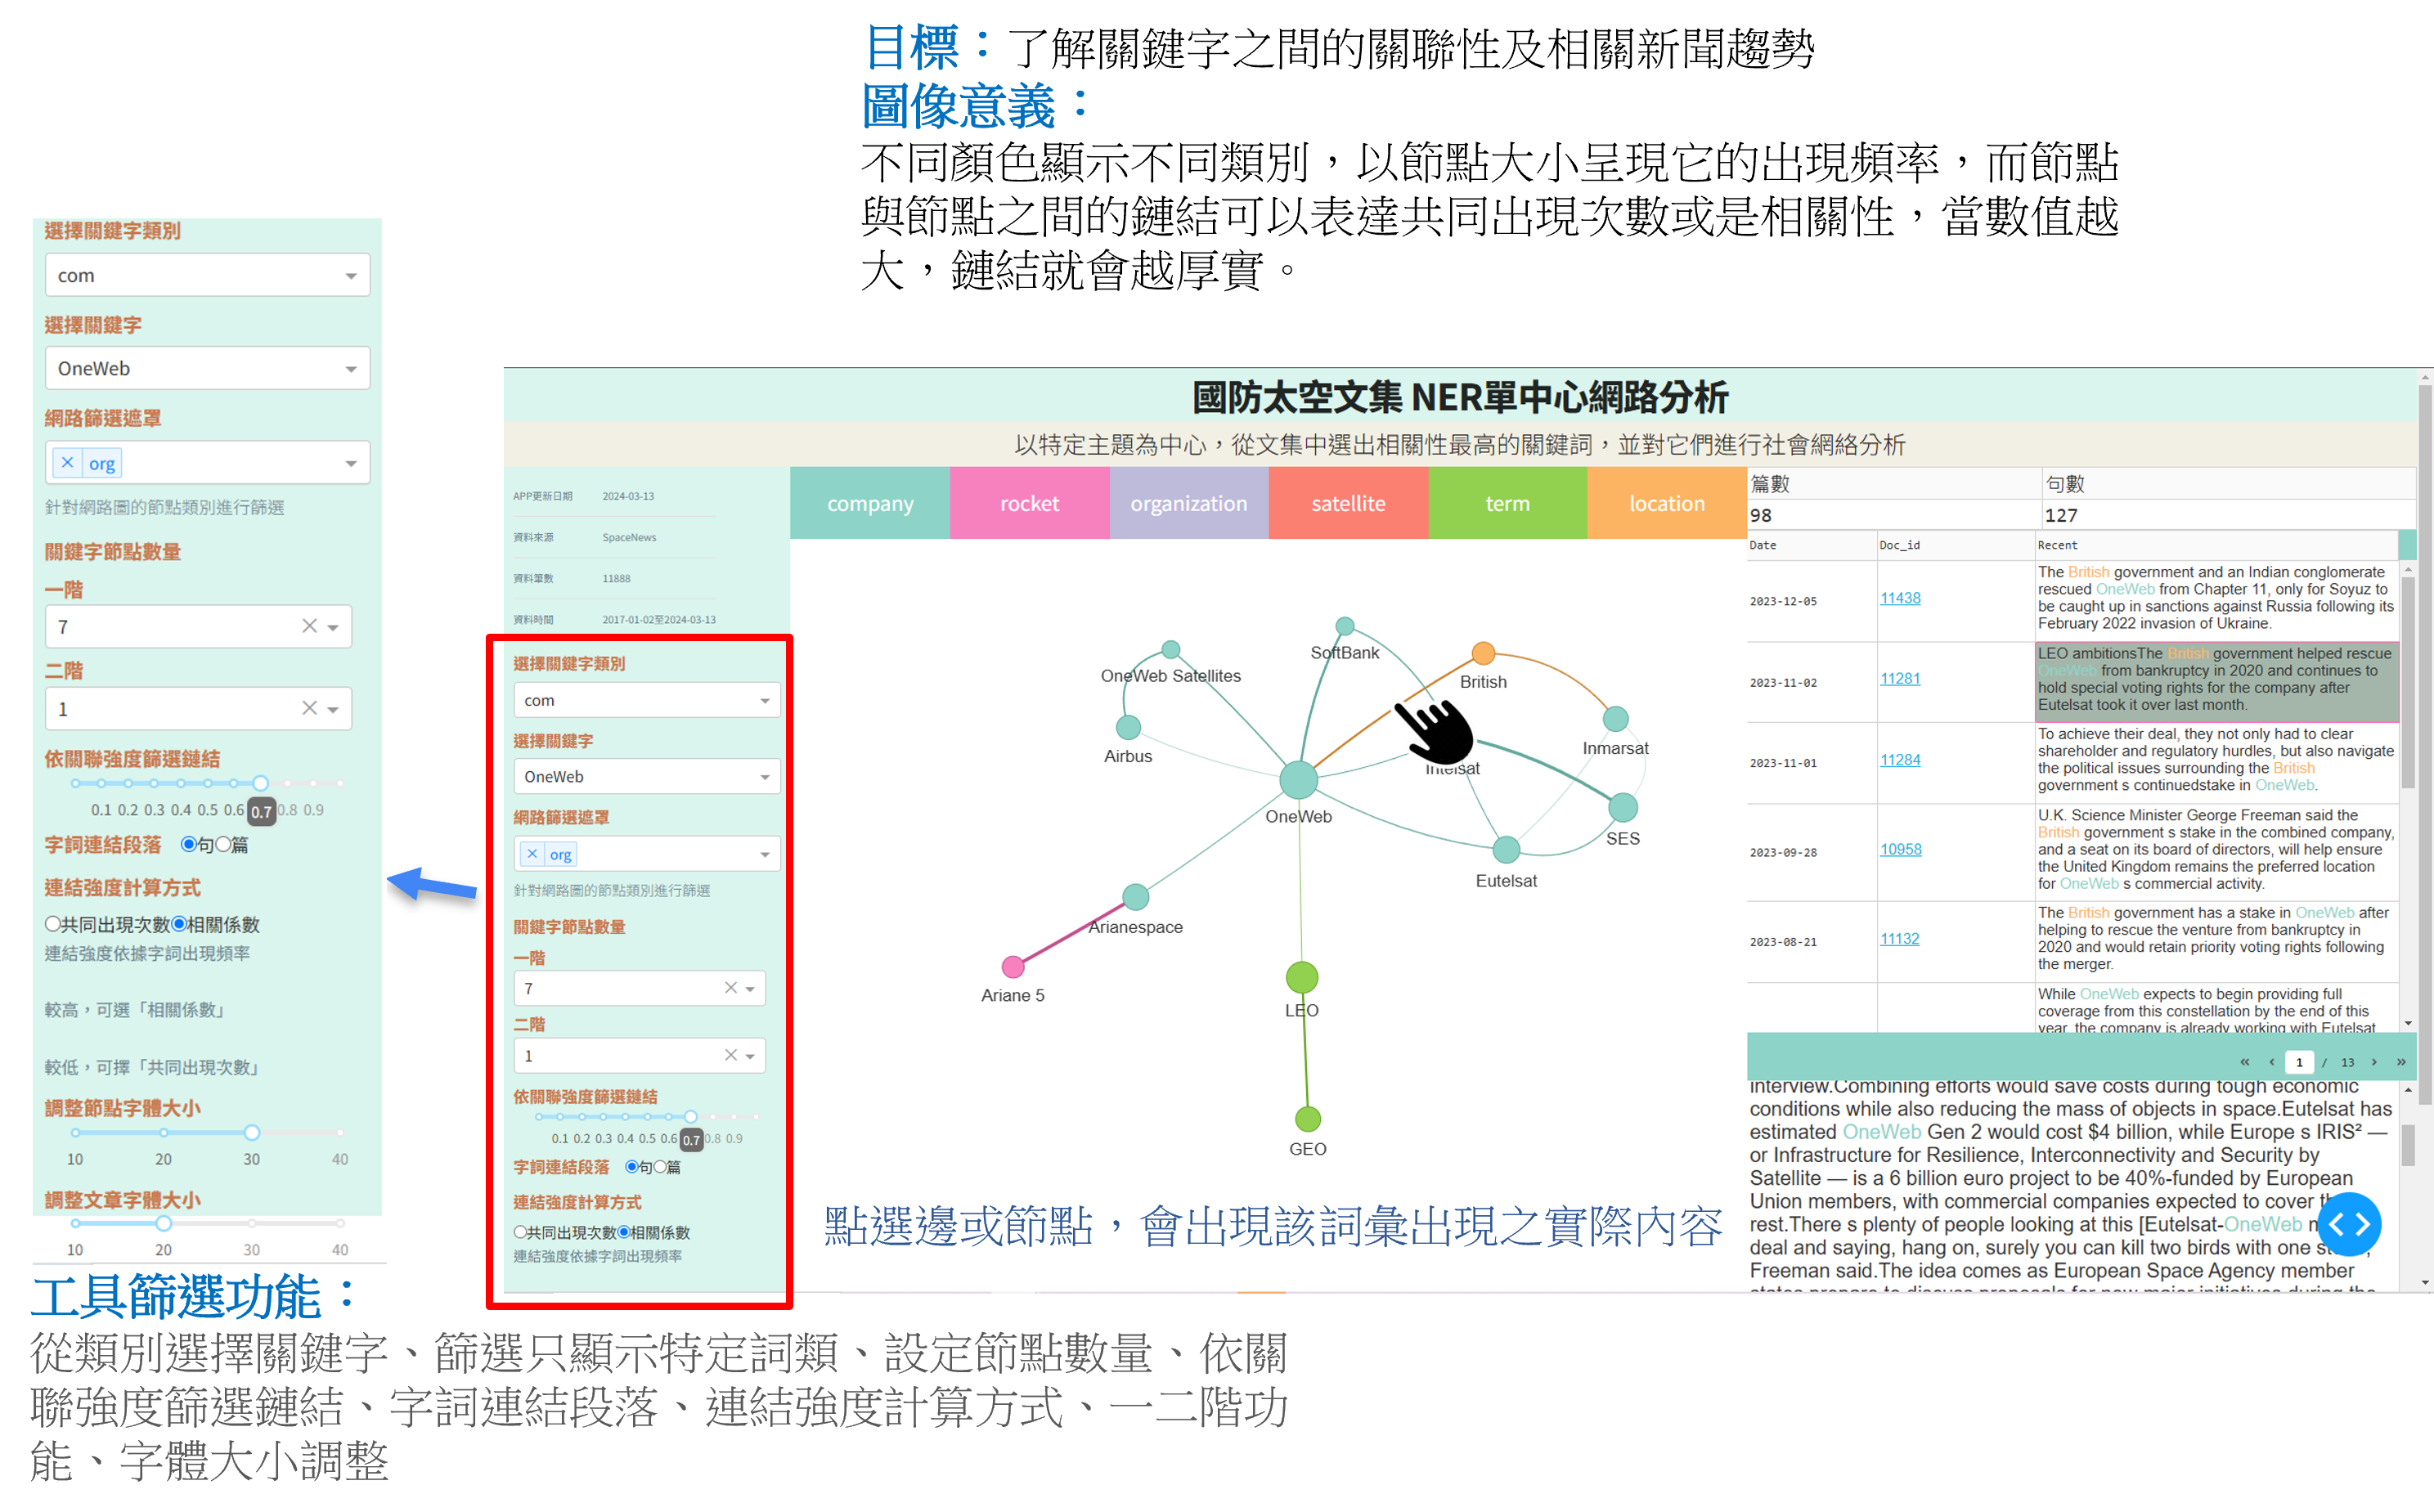 目標：了解關鍵字之間的關聯性及相關新聞趨勢
圖像意義：
不同顏色顯示不同類別，以節點大小呈現它的出現頻率，而節點
與節點之間的鏈結可以表達共同出現次數或是相關性，當數值越
大，鏈結就會越厚實。
選擇關鍵字類別
com
選擇關鍵字
OneWeb
網路篩選遮罩
× org
針對網路圖的節點類別進行篩選
關鍵字節點數量
一階
7
二階
1
依關聯強度篩選鏈結
0.1 0.2 0.3 0.4 0.5 0.6 0.7 0.8 0.9
字詞連結段落 句 篇
連結強度計算方式
共同出現次數 相關係數
連結強度依據字詞出現頻率
較高，可選「相關係數」
較低，可擇「共同出現次數」
調整節點字體大小
10 20 30 40
調整文章字體大小
10 20 30 40
工具篩選功能：
從類別選擇關鍵字、篩選只顯示特定詞類、設定節點數量、依關
聯強度篩選鏈結、字詞連結段落、連結強度計算方式、一二階功
能、字體大小調整
國防太空文集 NER單中心網路分析
以特定主題為中心，從文集中選出相關性最高的關鍵詞，並對它們進行社會網絡分析
APP更新日期 2024-03-13
資料來源 SpaceNews
資料筆數 11888
資料時間 2017-01-02至2024-03-13
選擇關鍵字類別
com
選擇關鍵字
OneWeb
網路篩選遮罩
× org
針對網路圖的節點類別進行篩選
關鍵字節點數量
一階
7
二階
1
依關聯強度篩選鏈結
0.1 0.2 0.3 0.4 0.5 0.6 0.7 0.8 0.9
字詞連結段落 句 篇
連結強度計算方式
共同出現次數 相關係數
連結強度依據字詞出現頻率
company rocket organization satellite term location
SoftBank
OneWeb Satellites
British
Airbus
Inmarsat
Intelsat
OneWeb
SES
Eutelsat
Arianespace
Ariane 5
LEO
GEO
點選邊或節點，會出現該詞彙出現之實際內容
篇數 句數
98 127
Date Doc_id Recent
2023-12-05 11438
The British government and an Indian conglomerate
rescued OneWeb from Chapter 11, only for Soyuz to
be caught up in sanctions against Russia following its
February 2022 invasion of Ukraine.
2023-11-02 11281
LEO ambitionsThe British government helped rescue
OneWeb from bankruptcy in 2020 and continues to
hold special voting rights for the company after
Eutelsat took it over last month.
2023-11-01 11284
To achieve their deal, they not only had to clear
shareholder and regulatory hurdles, but also navigate
the political issues surrounding the British
government s continuedstake in OneWeb.
2023-09-28 10958
U.K. Science Minister George Freeman said the
British government s stake in the combined company,
and a seat on its board of directors, will help ensure
the United Kingdom remains the preferred location
for OneWeb s commercial activity.
2023-08-21 11132
The British government has a stake in OneWeb after
helping to rescue the venture from bankruptcy in
2020 and would retain priority voting rights following
the merger.
While OneWeb expects to begin providing full
coverage from this constellation by the end of this
year, the company is already working with Eutelsat
« ‹ 1 / 13 › »
interview.Combining efforts would save costs during tough economic
conditions while also reducing the mass of objects in space.Eutelsat has
estimated OneWeb Gen 2 would cost $4 billion, while Europe s IRIS² —
or Infrastructure for Resilience, Interconnectivity and Security by
Satellite — is a 6 billion euro project to be 40%-funded by European
Union members, with commercial companies expected to cover
rest.There s plenty of people looking at this [Eutelsat-OneWeb
deal and saying, hang on, surely you can kill two birds with one
Freeman said.The idea comes as European Space Agency member
states prepare to discuss proposals for new major initiatives during the